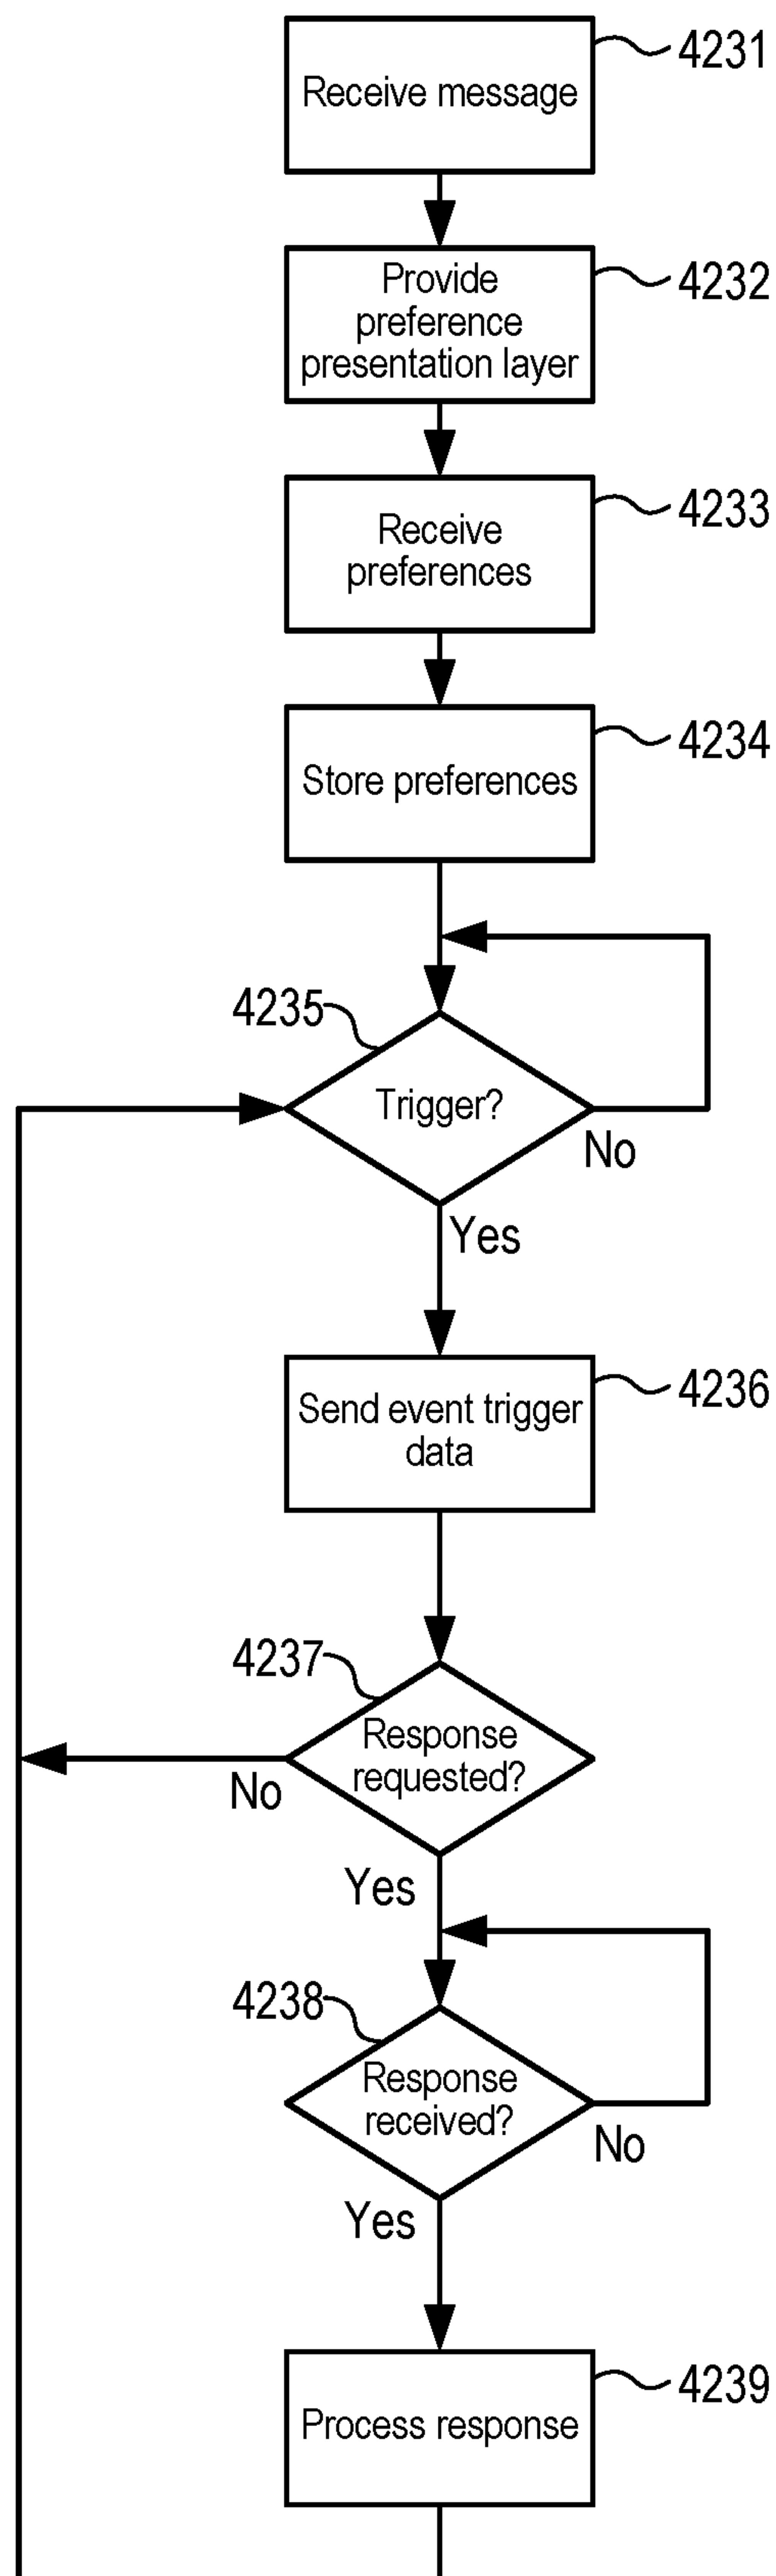 Receive message
4231
Provide
preference
presentation layer
4232
Receive
preferences
4233
Store preferences
4234
4235
Trigger?
No
Yes
Send event trigger
data
4236
4237
Response
requested?
No
Yes
4238
Response
received?
No
Yes
Process response
4239